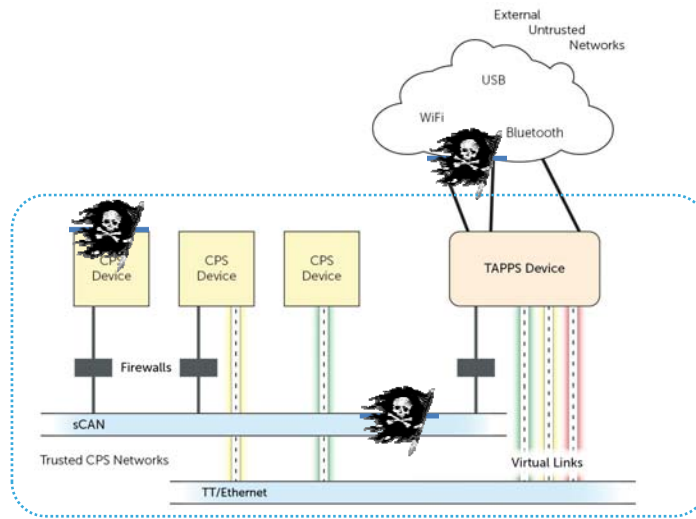 External
Untrusted
Networks
USB
WiFi
Bluetooth
CPS
Device
CPS
Device
CPS
Device
TAPPS Device
Firewalls
sCAN
Trusted CPS Networks
Virtual Links
TT/Ethernet